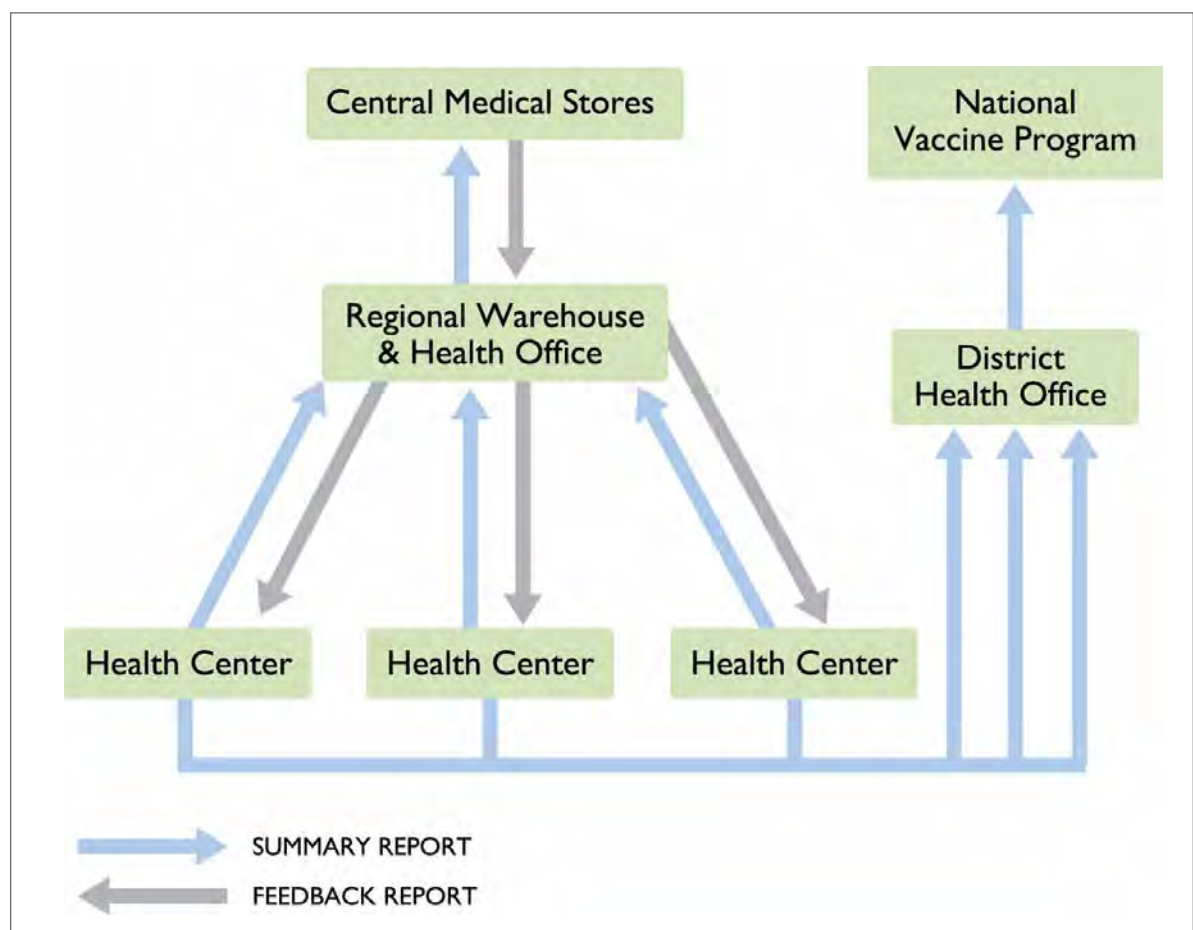 Central Medical Stores
National
Vaccine Program
Regional Warehouse
& Health Office
District
Health Office
Health Center
Health Center
Health Center
SUMMARY REPORT
FEEDBACK REPORT